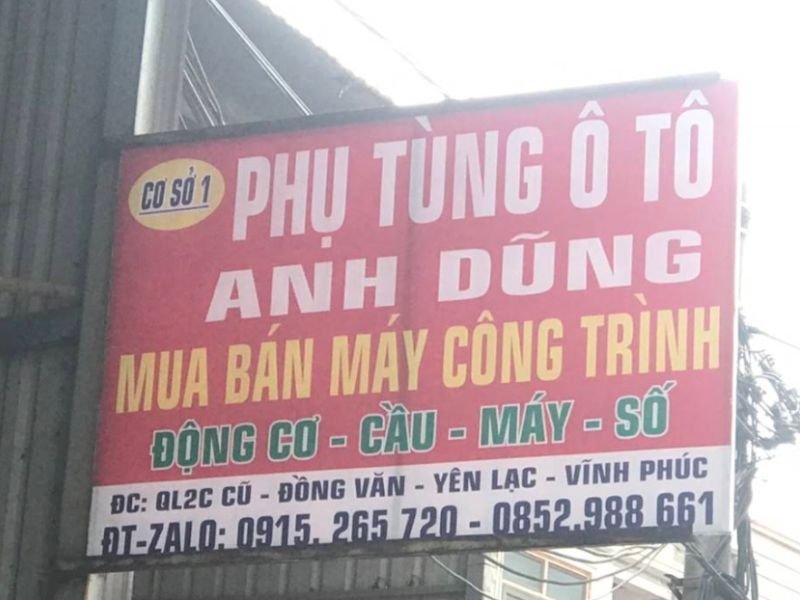 CƠ SỞ 1
PHỤ TÙNG Ô TÔ
ANH DŨNG
MUA BÁN MÁY CÔNG TRÌNH
ĐỘNG CƠ - CẦU - MÁY - SỐ
ĐC: QL2C CŨ - ĐỒNG VĂN - YÊN LẠC - VĨNH PHÚC
ĐT-ZALO: 0915. 265 720 - 0852.988 661